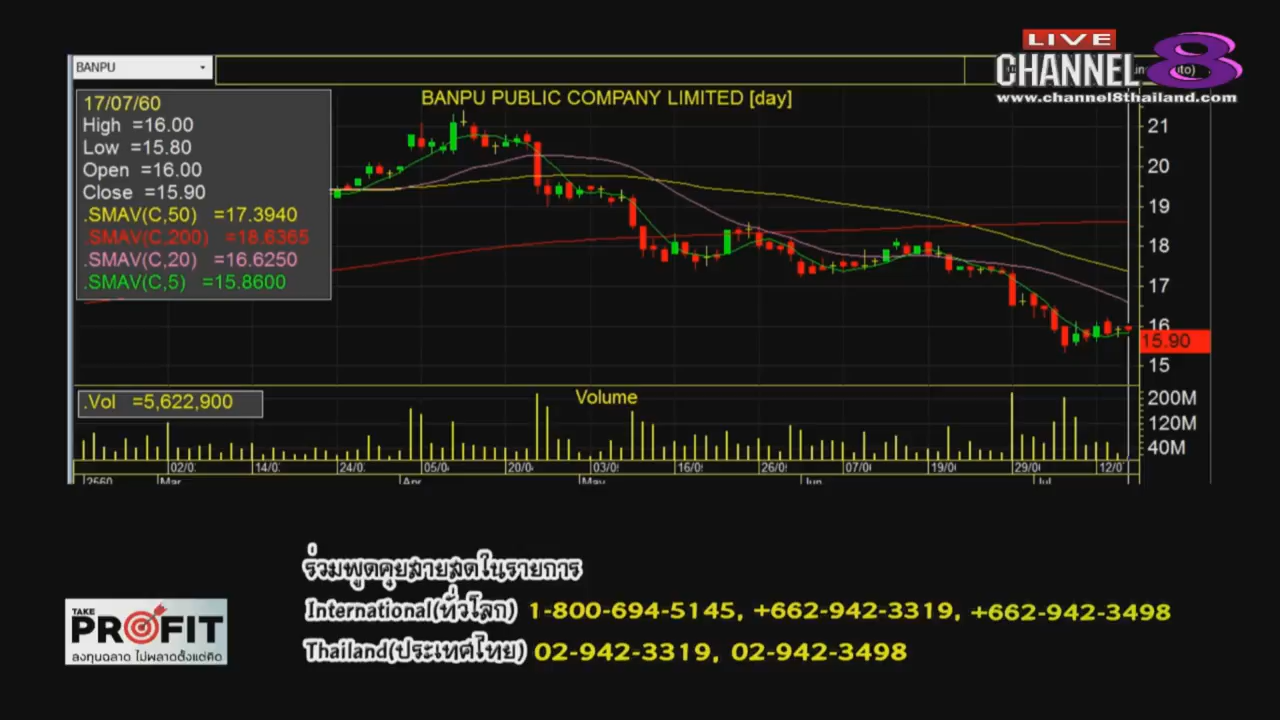 LIVE
CHANNEL 8
www.channel8thailand.com
BANPU
BANPU PUBLIC COMPANY LIMITED [day]
17/07/60
High =16.00
Low =15.80
Open =16.00
Close =15.90
.SMAV(C,50) =17.3940
.SMAV(C,200) =18.6365
.SMAV(C,20) =16.6250
.SMAV(C,5) =15.8600
21
20
19
18
17
16
15.90
15
.Vol =5,622,900
Volume
200M
120M
40M
02/0 14/0 24/0 05/0 20/0 03/0 16/0 26/0 07/0 19/0 29/0 12/0
2560 Mar Apr May Jun Jul
ร่วมพูดคุยสายสดในรายการ
International(ทั่วโลก) 1-800-694-5145, +662-942-3319, +662-942-3498
Thailand(ประเทศไทย) 02-942-3319, 02-942-3498
TAKE
PROFIT
ลงทุนฉลาด ไม่พลาดตั้งแต่คิด